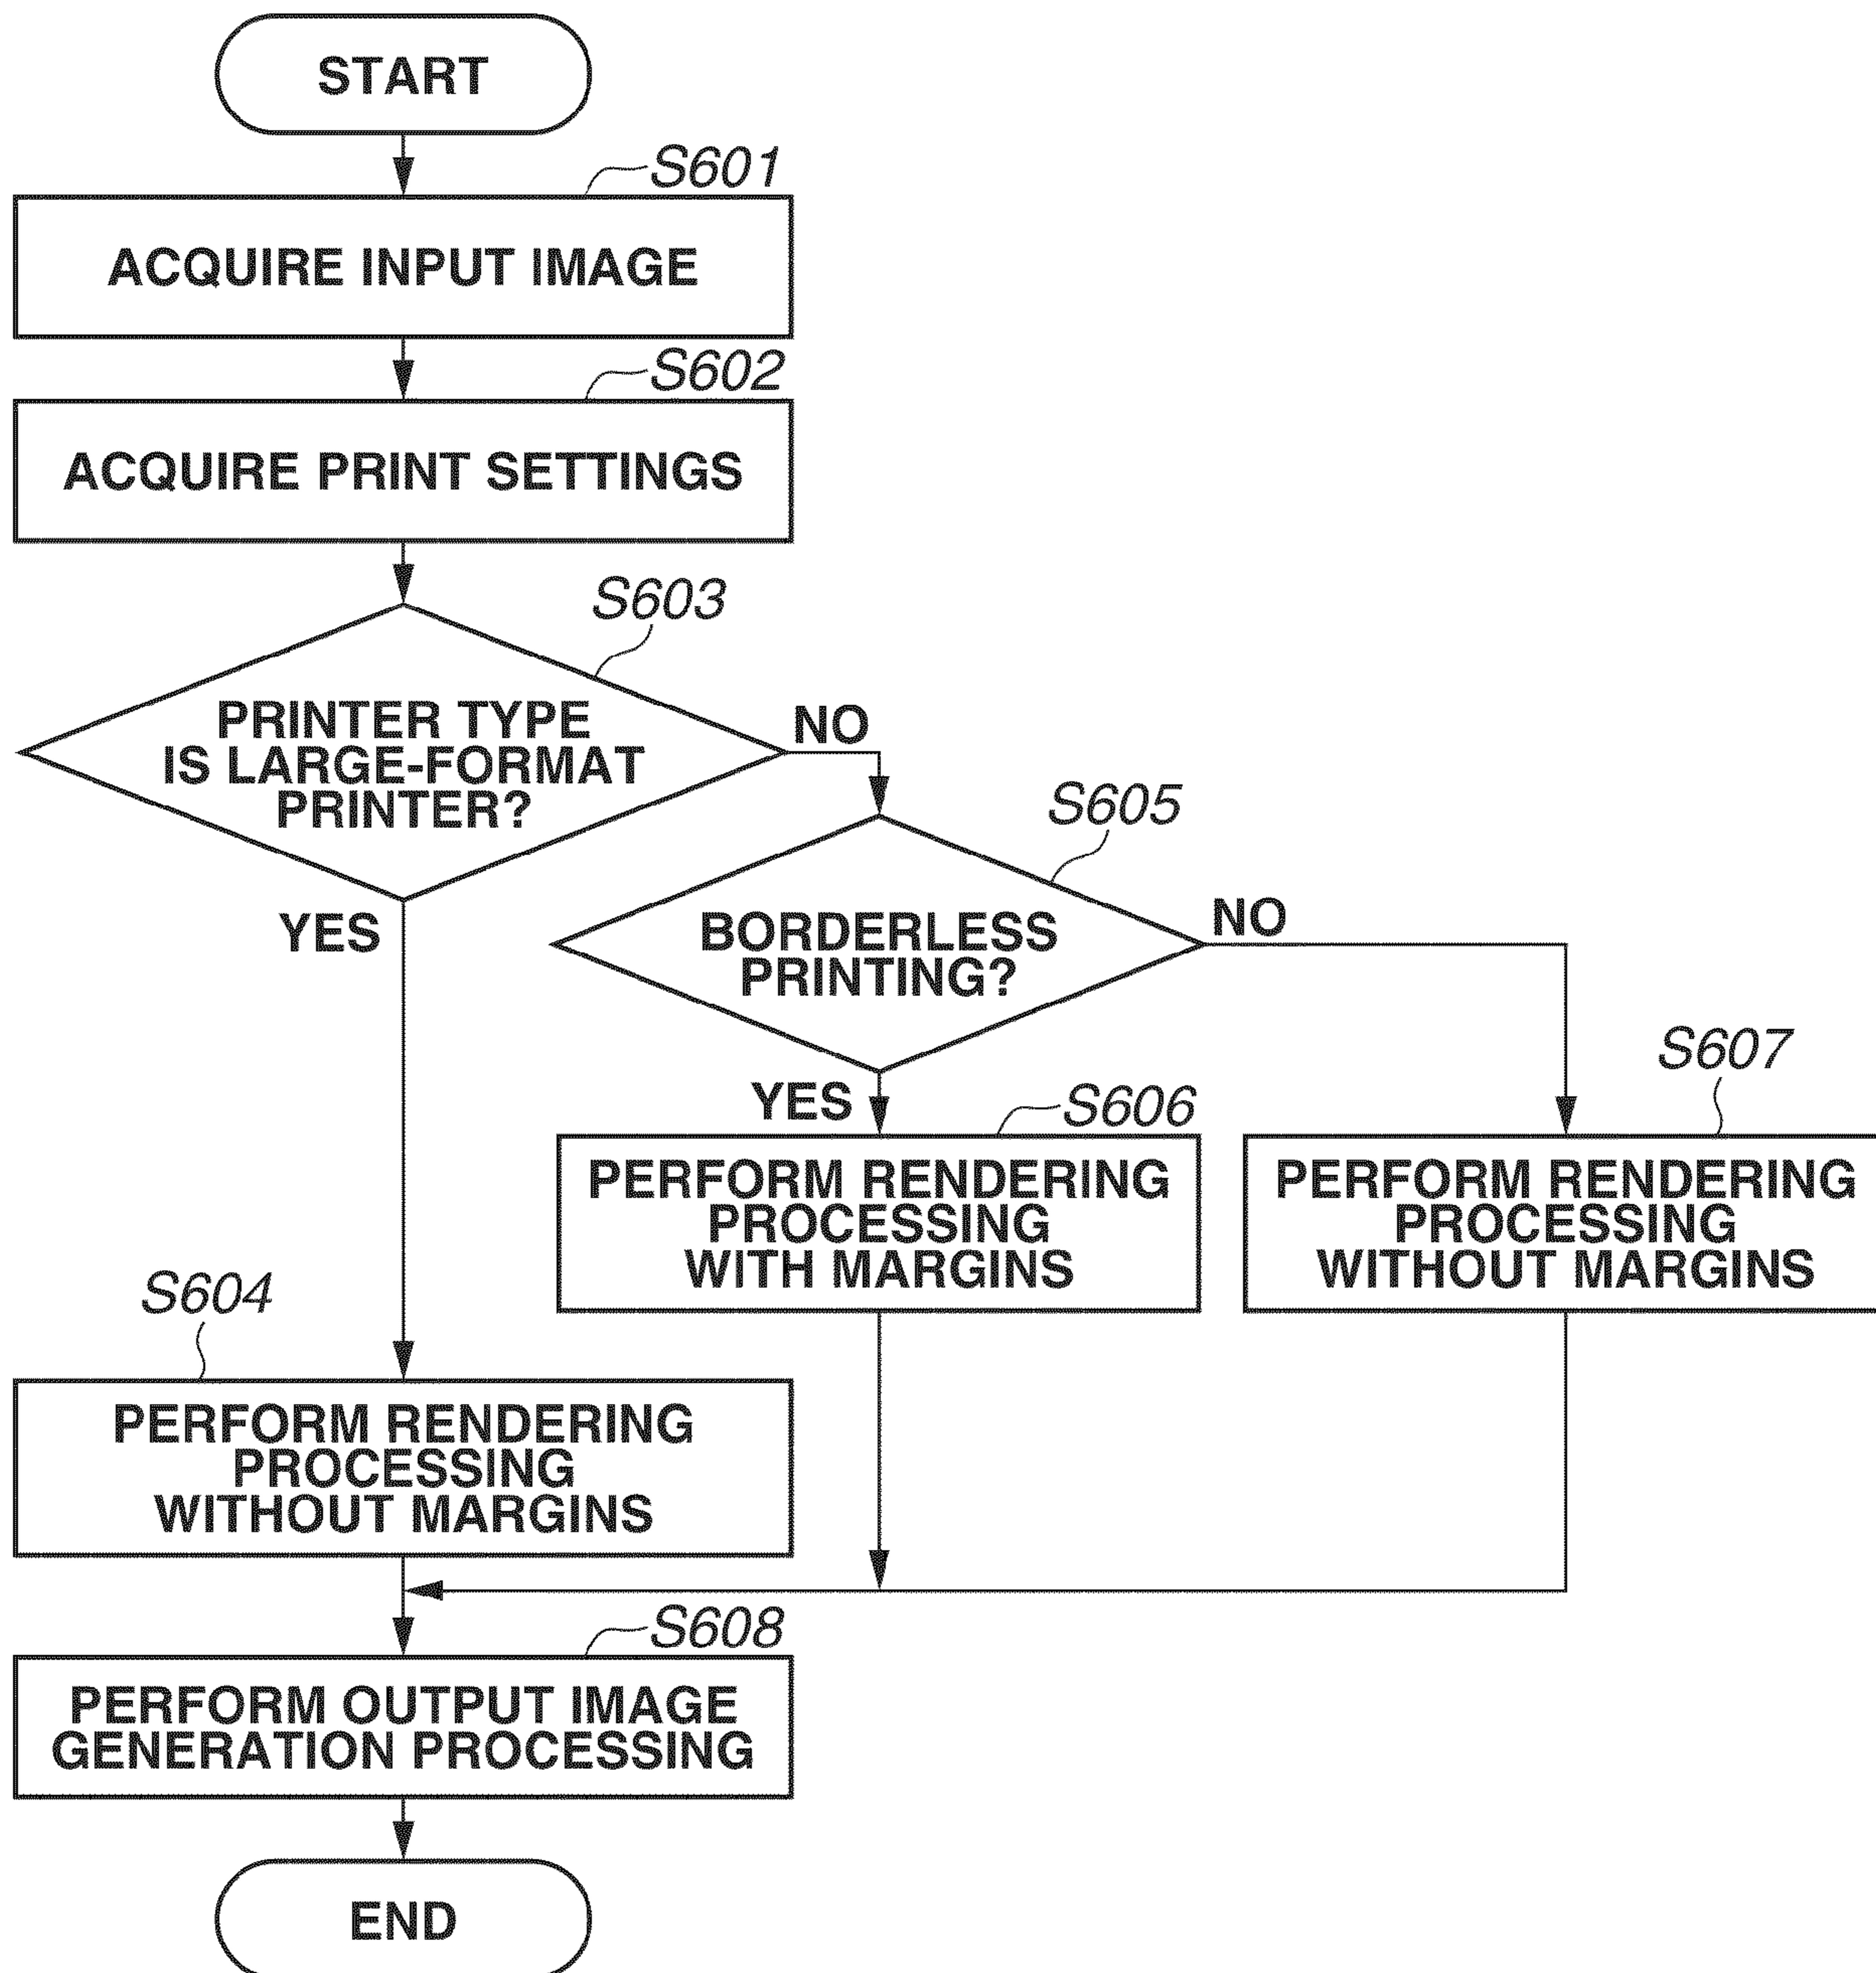 START
S601
ACQUIRE INPUT IMAGE
S602
ACQUIRE PRINT SETTINGS
S603
PRINTER TYPE
IS LARGE-FORMAT
PRINTER?
NO
YES
S605
BORDERLESS
PRINTING?
NO
YES
S606
PERFORM RENDERING
PROCESSING
WITH MARGINS
S607
PERFORM RENDERING
PROCESSING
WITHOUT MARGINS
S604
PERFORM RENDERING
PROCESSING
WITHOUT MARGINS
S608
PERFORM OUTPUT IMAGE
GENERATION PROCESSING
END